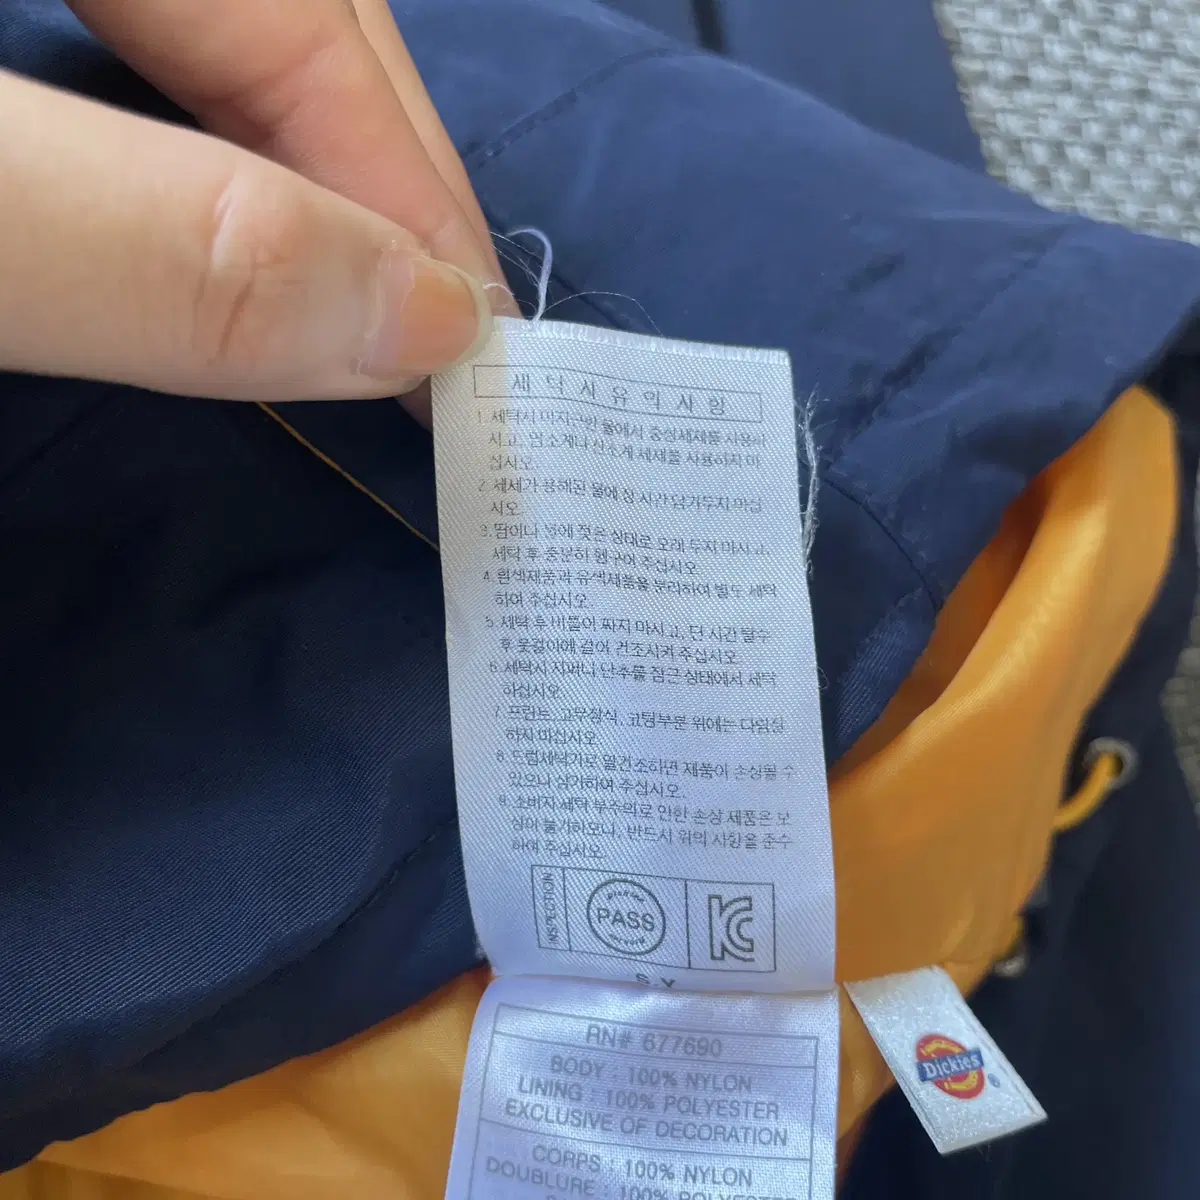 세 탁 시 유 의 사 항
1. 세탁시 미지근한 물에서 중성세제를 사용하
시고, 염소계나 산소계 세제를 사용하지 마
십시오.
2. 세제가 용해된 물에 장 시간 담가두지 마십
시오.
3. 땀이나 물에 젖은 상태로 오래 두지 마시고,
세탁 후 충분히 헹구어 주십시오.
4. 흰색제품과 유색제품을 분리하여 별도 세탁
하여 주십시오.
5. 세탁 후 비틀어 짜지 마시고, 단 시간 탈수
후 옷걸이에 걸어 건조시켜 주십시오.
6. 세탁시 지퍼나 단추를 잠근 상태에서 세탁
하십시오.
7. 프린트, 고무장식, 코팅부분 위에는 다림질
하지 마십시오.
8. 드럼세탁기로 열건조하면 제품이 손상될 수
있으니 삼가하여 주십시오.
9. 소비자 세탁 부주의로 인한 손상 제품은 보
상이 불가하오니, 반드시 위의 사항을 준수
하여 주십시오.
INSPECTION
PASS
KC
S.Y
RN# 677690
BODY : 100% NYLON
LINING : 100% POLYESTER
EXCLUSIVE OF DECORATION
CORPS : 100% NYLON
DOUBLURE : 100% POLYESTER
Dickies ®